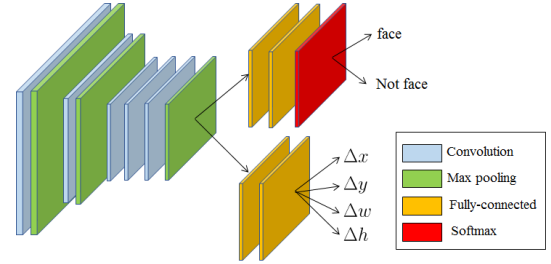 face
Not face
Δx
Δy
Δw
Δh
Convolution
Max pooling
Fully-connected
Softmax